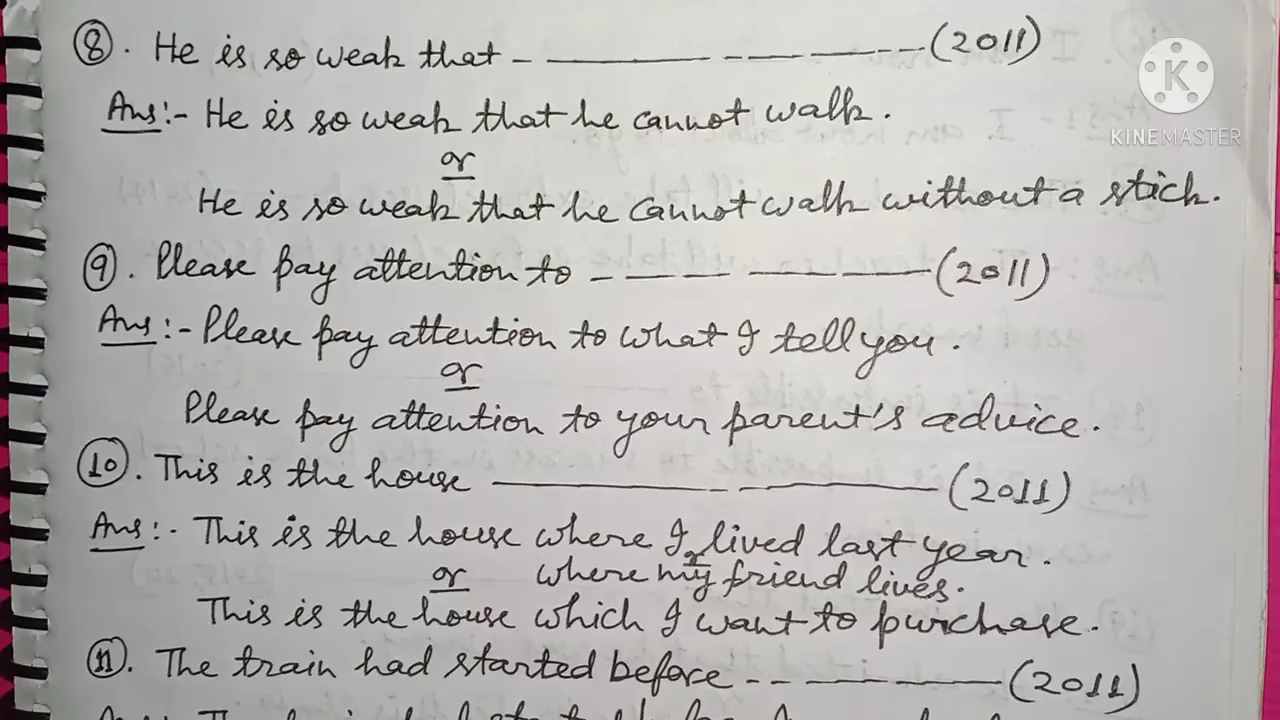 ⑧. He is so weak that - ——— — — — ——— (2011)
K
KINEMASTER
Ans:- He is so weak that he cannot walk.
or
He is so weak that he cannot walk without a stick.
⑨. Please pay attention to - — — — — — (2011)
Ans:- Please pay attention to what I tell you.
or
Please pay attention to your parent's advice.
⑩. This is the house ——— - ——— (2011)
Ans:- This is the house where I lived last year.
or
or where my friend lives.
This is the house which I want to purchase.
⑪. The train had started before - - — — — (2011)